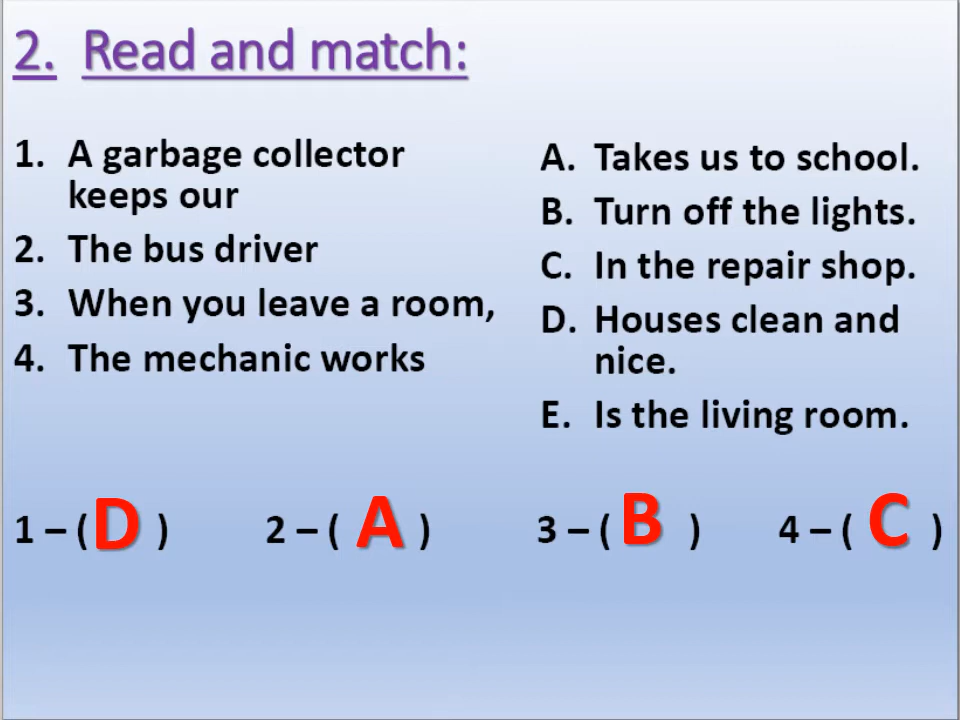 2. Read and match:
1. A garbage collector
keeps our
2. The bus driver
3. When you leave a room,
4. The mechanic works
A. Takes us to school.
B. Turn off the lights.
C. In the repair shop.
D. Houses clean and
nice.
E. Is the living room.
1 – ( D ) 2 – ( A ) 3 – ( B ) 4 – ( C )